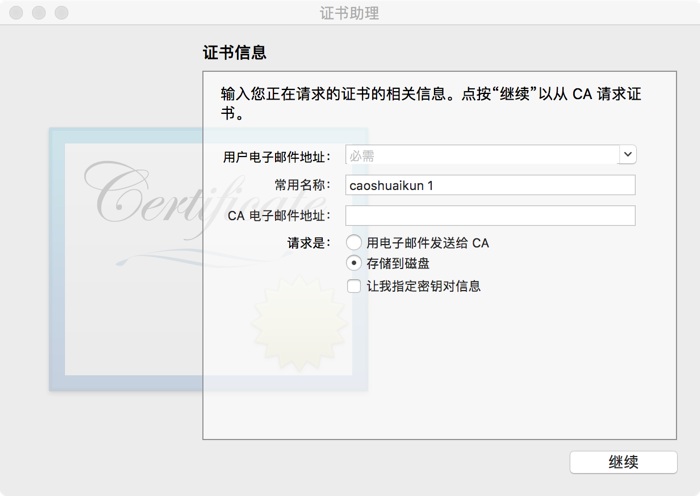 证书助理
证书信息
输入您正在请求的证书的相关信息。点按“继续”以从 CA 请求证
书。
Certificate
用户电子邮件地址： 必需
常用名称： caoshuaikun 1
CA 电子邮件地址：
请求是： 用电子邮件发送给 CA
存储到磁盘
让我指定密钥对信息
继续